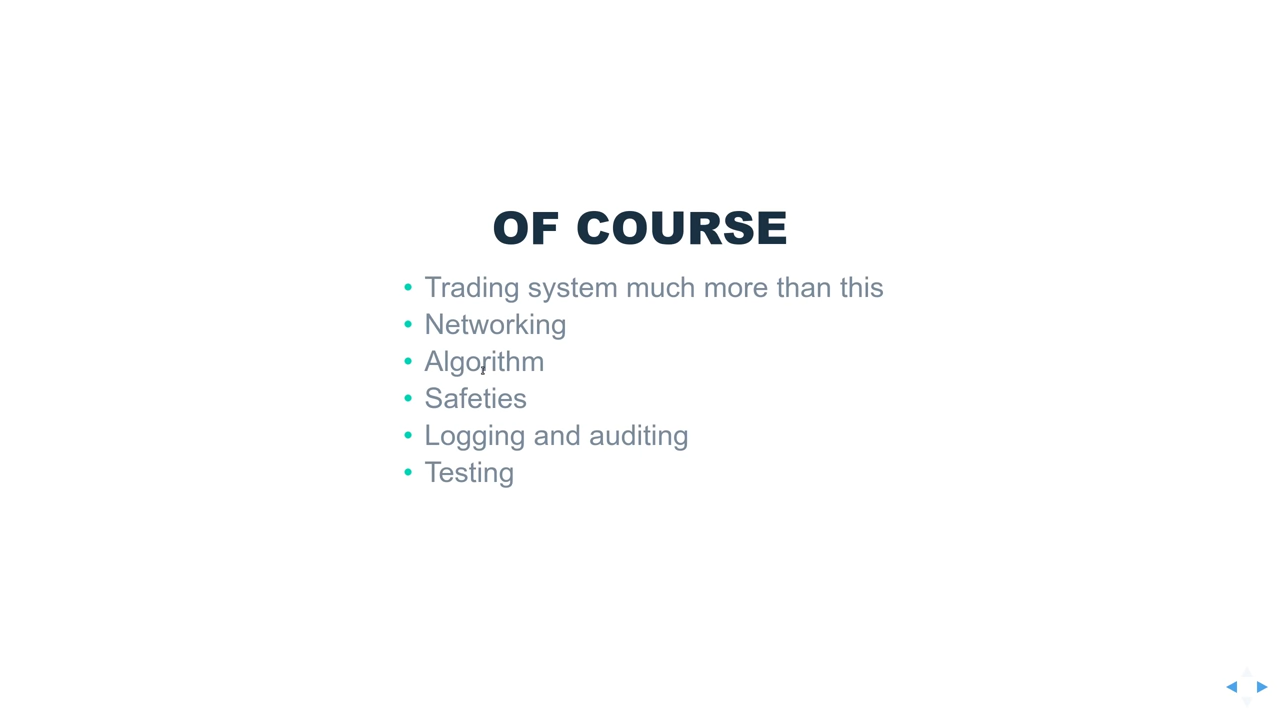 OF COURSE
Trading system much more than this
Networking
Algorithm
Safeties
Logging and auditing
Testing